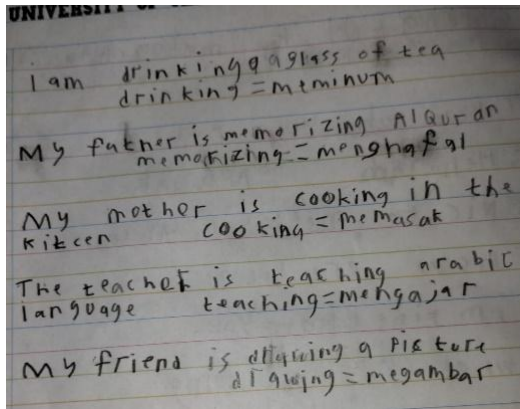 UNIVERSITY
I am drinking a glass of tea
drinking = meminum
My father is memorizing AlQuran
memorizing = menghafal
My mother is cooking in the
kitcen cooking = memasak
The teacher is teaching arabic
language teaching = mengajar
My friend is drawing a picture
drawing = megambar